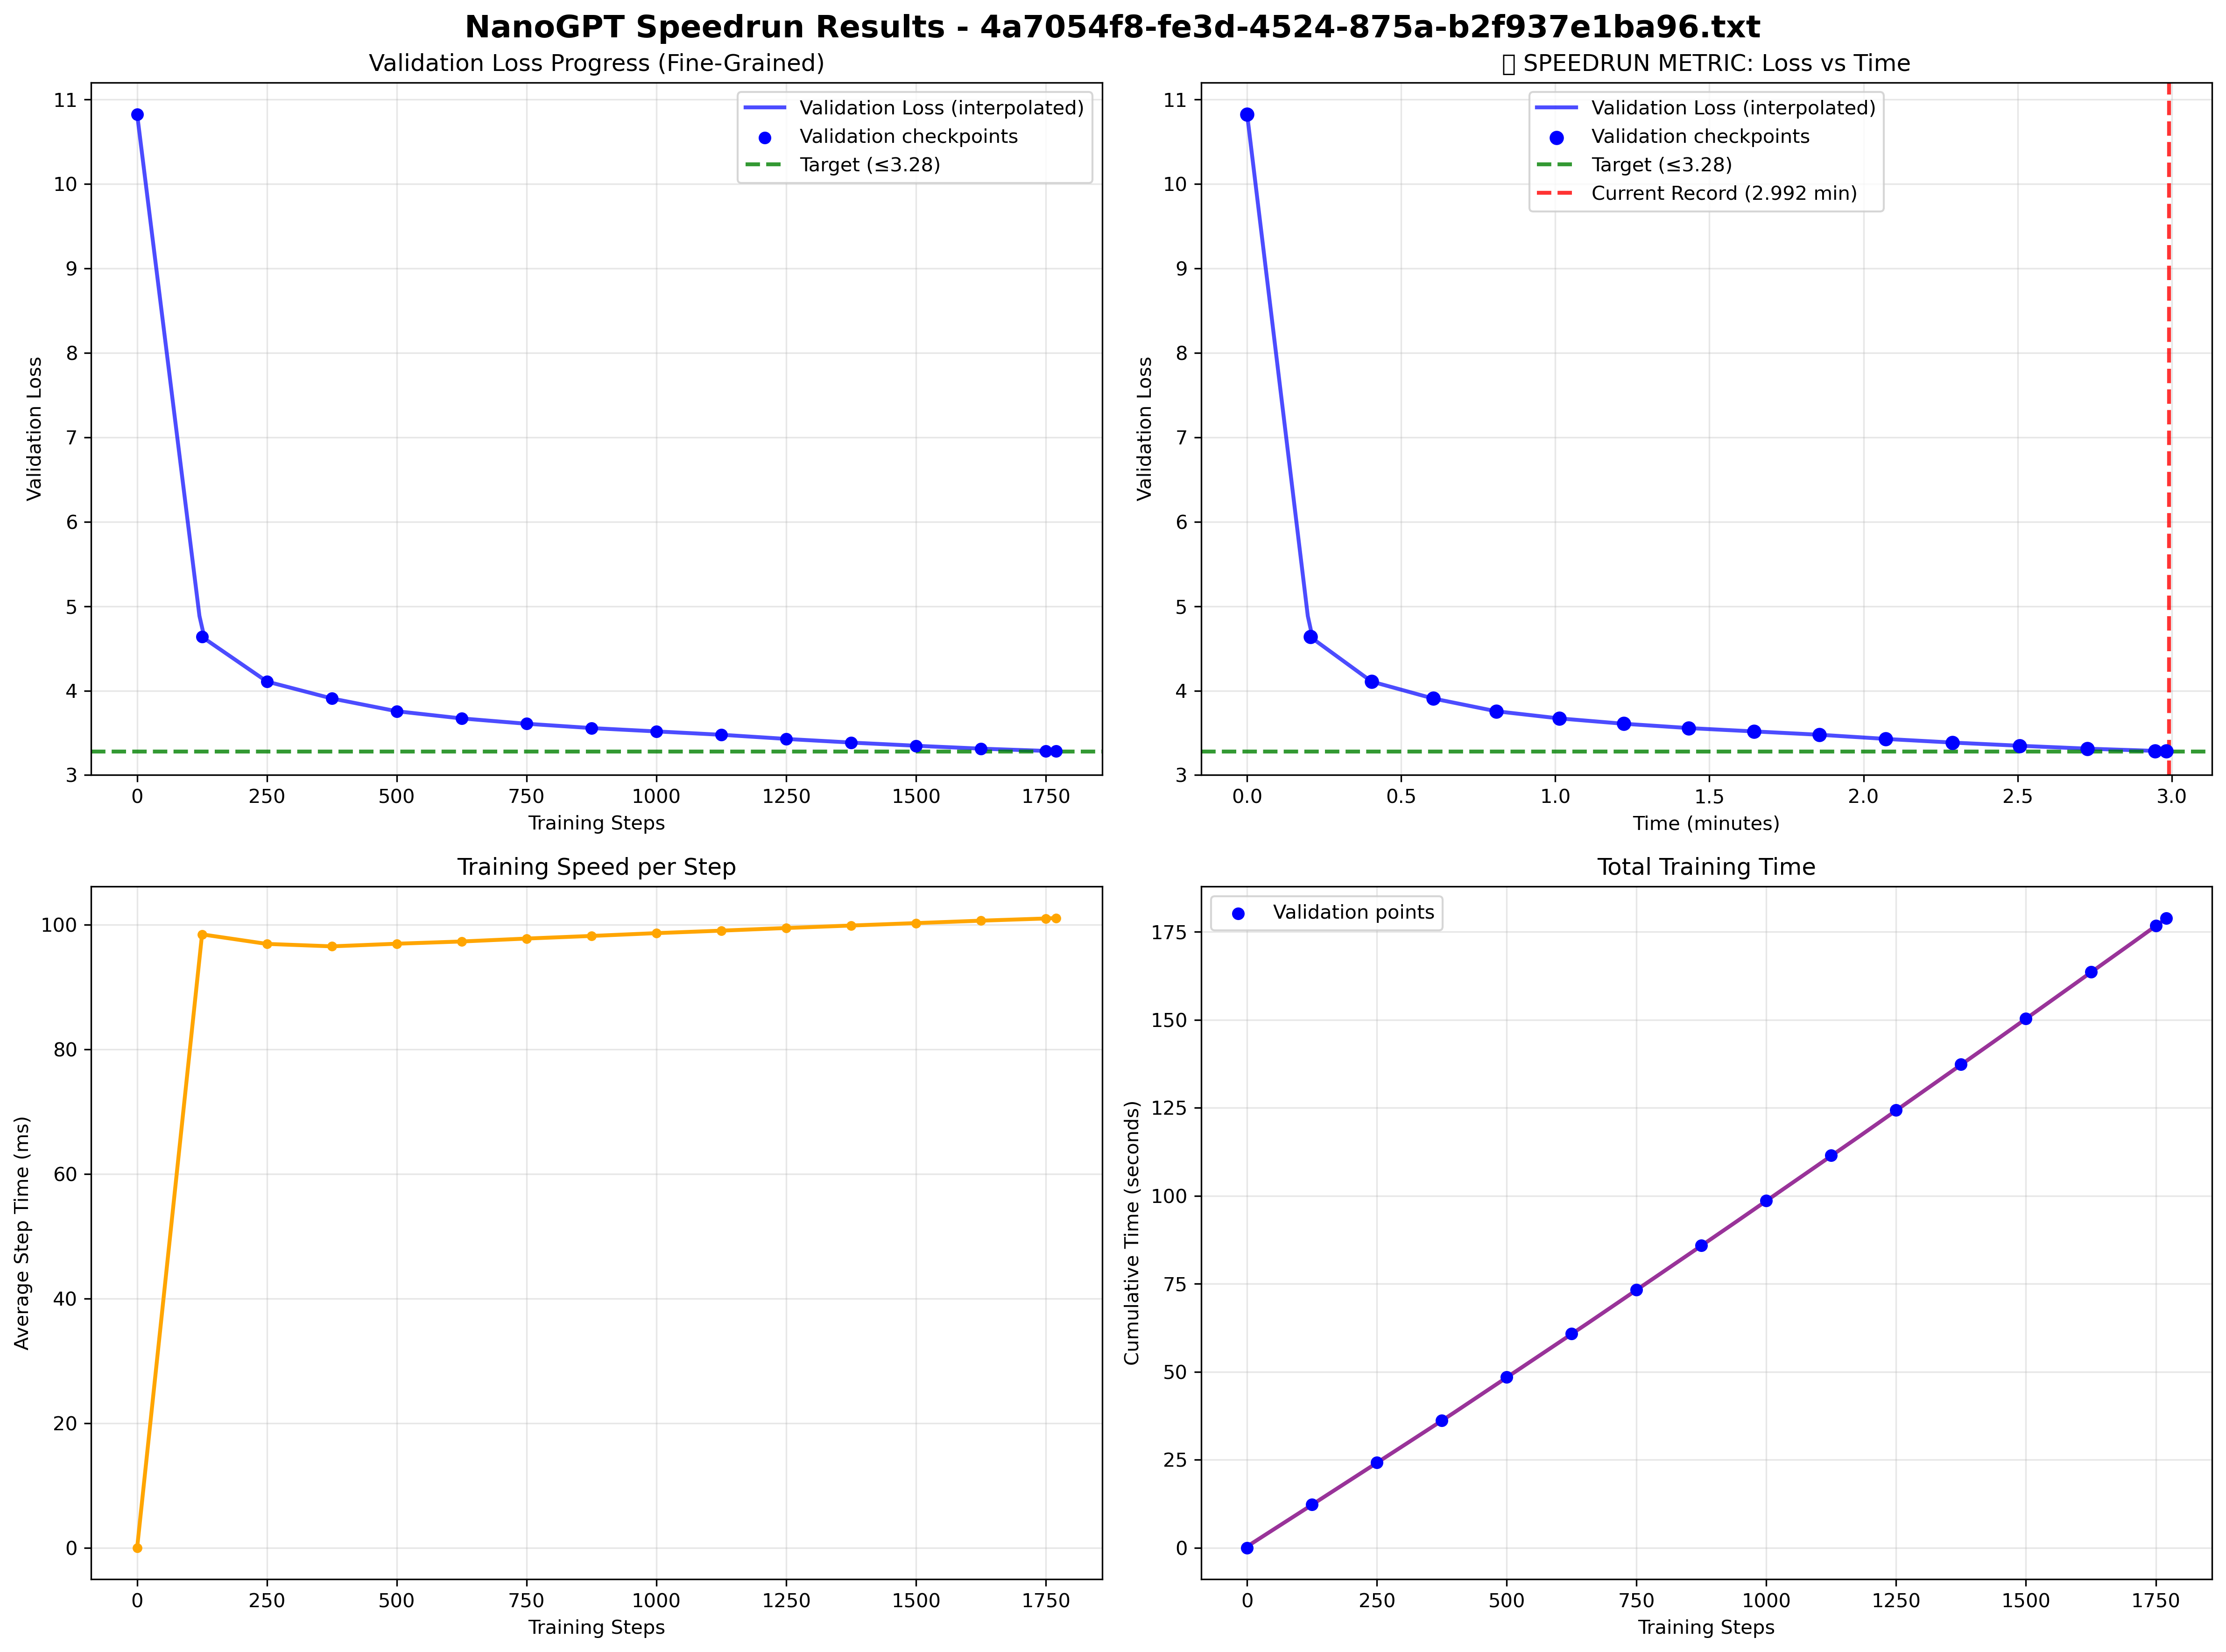 NanoGPT Speedrun Results - 4a7054f8-fe3d-4524-875a-b2f937e1ba96.txt
Validation Loss Progress (Fine-Grained)
Validation Loss
11
10
9
8
7
6
5
4
3
Validation Loss (interpolated)
Validation checkpoints
Target (≤3.28)
0 250 500 750 1000 1250 1500 1750
Training Steps
▯ SPEEDRUN METRIC: Loss vs Time
Validation Loss
11
10
9
8
7
6
5
4
3
Validation Loss (interpolated)
Validation checkpoints
Target (≤3.28)
Current Record (2.992 min)
0.0 0.5 1.0 1.5 2.0 2.5 3.0
Time (minutes)
Training Speed per Step
Average Step Time (ms)
100
80
60
40
20
0
0 250 500 750 1000 1250 1500 1750
Training Steps
Total Training Time
Cumulative Time (seconds)
175
150
125
100
75
50
25
0
Validation points
0 250 500 750 1000 1250 1500 1750
Training Steps